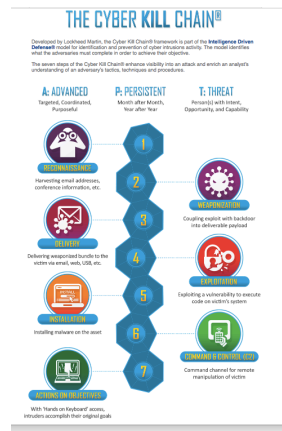 THE CYBER KILL CHAIN®
Developed by Lockheed Martin, the Cyber Kill Chain® framework is part of the Intelligence Driven
Defense® model for identification and prevention of cyber intrusions activity. The model identifies
what the adversaries must complete in order to achieve their objective.
The seven steps of the Cyber Kill Chain® enhance visibility into an attack and enrich an analyst's
understanding of an adversary's tactics, techniques and procedures.
A: ADVANCED
Targeted, Coordinated,
Purposeful
P: PERSISTENT
Month after Month,
Year after Year
T: THREAT
Person(s) with Intent,
Opportunity, and Capability
1
RECONNAISSANCE
Harvesting email addresses,
conference information, etc.
2
WEAPONIZATION
Coupling exploit with backdoor
into deliverable payload
3
DELIVERY
Delivering weaponized bundle to the
victim via email, web, USB, etc.
4
EXPLOITATION
Exploiting a vulnerability to execute
code on victim's system
5
INSTALL
INSTALLATION
Installing malware on the asset
6
COMMAND & CONTROL (C2)
Command channel for remote
manipulation of victim
7
ACTIONS ON OBJECTIVES
With 'Hands on Keyboard' access,
intruders accomplish their original goals